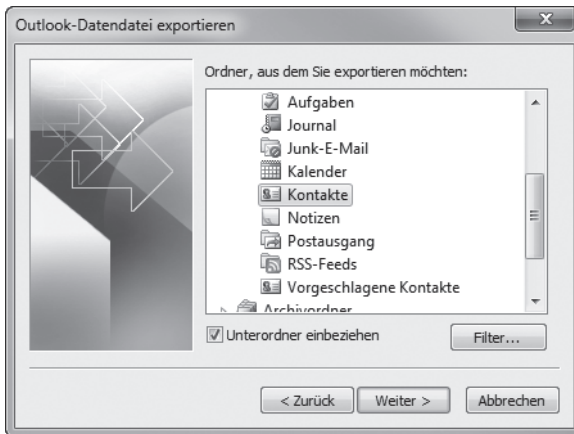 Outlook-Datendatei exportieren
Ordner, aus dem Sie exportieren möchten:
Aufgaben
Journal
Junk-E-Mail
Kalender
Kontakte
Notizen
Postausgang
RSS-Feeds
Vorgeschlagene Kontakte
Archivordner
Unterordner einbeziehen
Filter...
< Zurück
Weiter >
Abbrechen